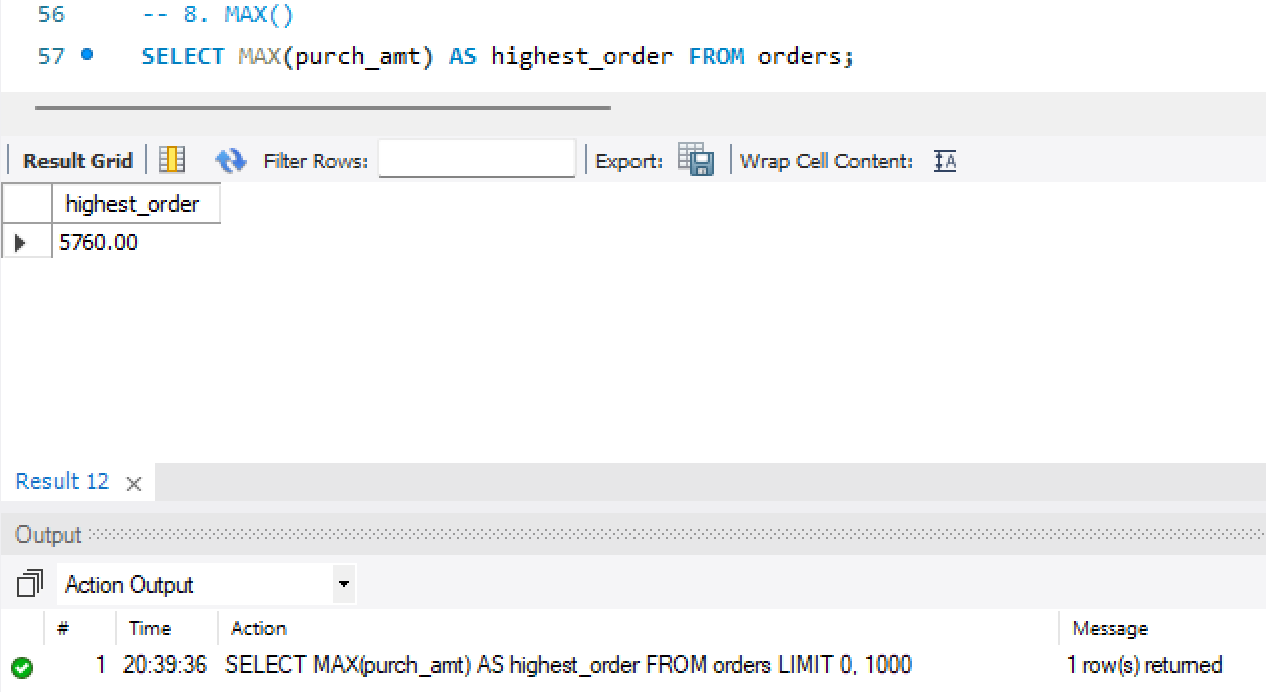 56 -- 8. MAX()
57 SELECT MAX(purch_amt) AS highest_order FROM orders;
Result Grid Filter Rows: Export: Wrap Cell Content: IA
highest_order
5760.00
Result 12 ×
Output
Action Output
# Time Action Message
1 20:39:36 SELECT MAX(purch_amt) AS highest_order FROM orders LIMIT 0, 1000 1 row(s) returned